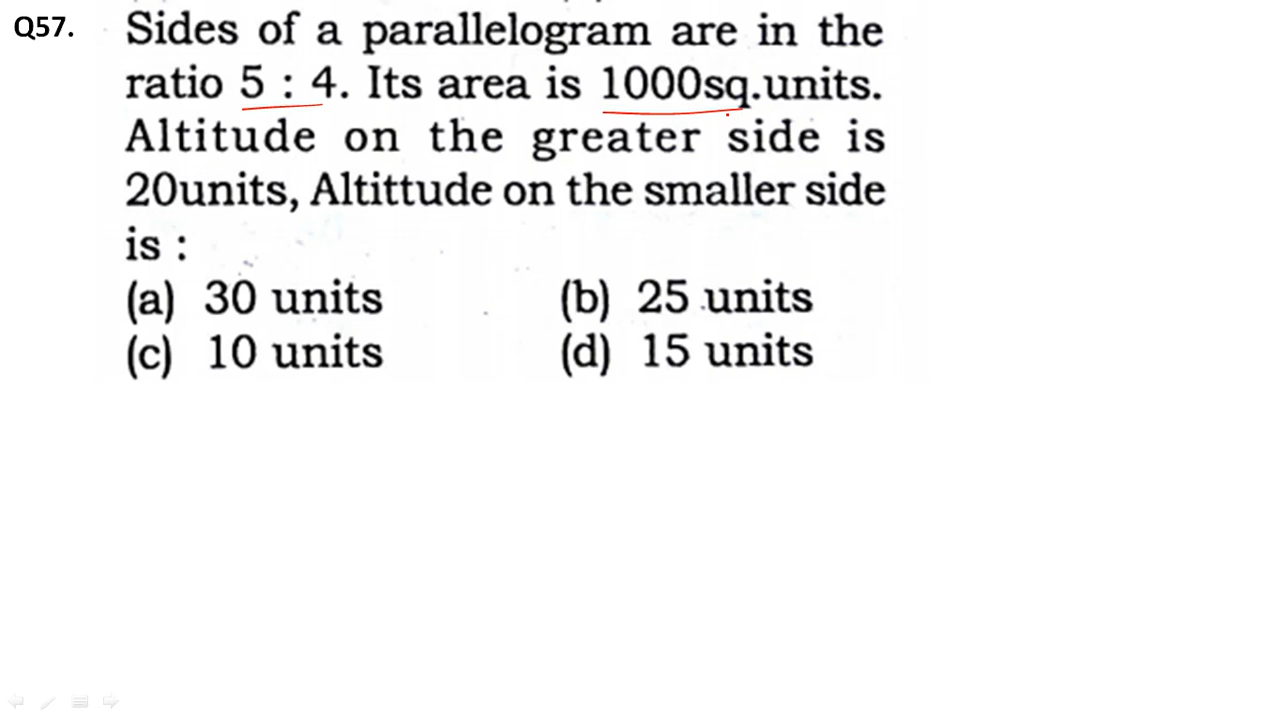 Q57. Sides of a parallelogram are in the
ratio 5 : 4. Its area is 1000sq.units.
Altitude on the greater side is
20units, Altittude on the smaller side
is :
(a) 30 units (b) 25 units
(c) 10 units (d) 15 units